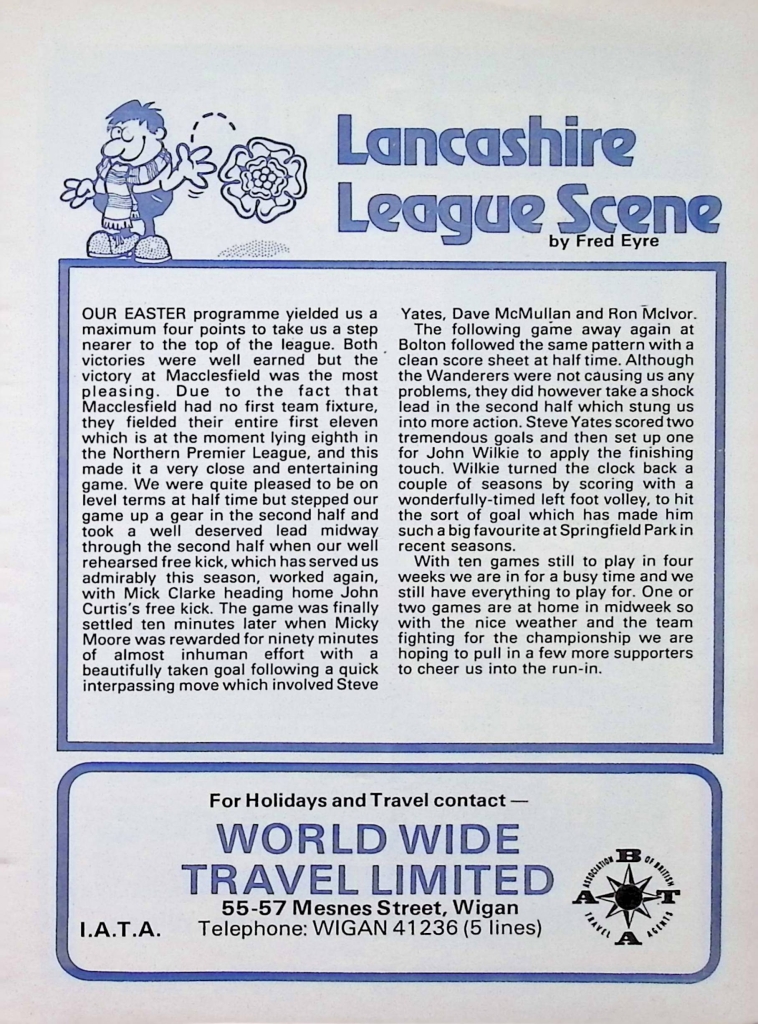 Lancashire
League Scene
by Fred Eyre
OUR EASTER programme yielded us a
maximum four points to take us a step
nearer to the top of the league. Both
victories were well earned but the
victory at Macclesfield was the most
pleasing. Due to the fact that
Macclesfield had no first team fixture,
they fielded their entire first eleven
which is at the moment lying eighth in
the Northern Premier League, and this
made it a very close and entertaining
game. We were quite pleased to be on
level terms at half time but stepped our
game up a gear in the second half and
took a well deserved lead midway
through the second half when our well
rehearsed free kick, which has served us
admirably this season, worked again,
with Mick Clarke heading home John
Curtis's free kick. The game was finally
settled ten minutes later when Micky
Moore was rewarded for ninety minutes
of almost inhuman effort with a
beautifully taken goal following a quick
interpassing move which involved Steve
Yates, Dave McMullan and Ron McIvor.
The following game away again at
Bolton followed the same pattern with a
clean score sheet at half time. Although
the Wanderers were not causing us any
problems, they did however take a shock
lead in the second half which stung us
into more action. Steve Yates scored two
tremendous goals and then set up one
for John Wilkie to apply the finishing
touch. Wilkie turned the clock back a
couple of seasons by scoring with a
wonderfully-timed left foot volley, to hit
the sort of goal which has made him
such a big favourite at Springfield Park in
recent seasons.
With ten games still to play in four
weeks we are in for a busy time and we
still have everything to play for. One or
two games are at home in midweek so
with the nice weather and the team
fighting for the championship we are
hoping to pull in a few more supporters
to cheer us into the run-in.
For Holidays and Travel contact —
WORLD WIDE
TRAVEL LIMITED
55-57 Mesnes Street, Wigan
I.A.T.A.
Telephone: WIGAN 41236 (5 lines)
ABTA
ASSOCIATION OF BRITISH
TRAVEL AGENTS